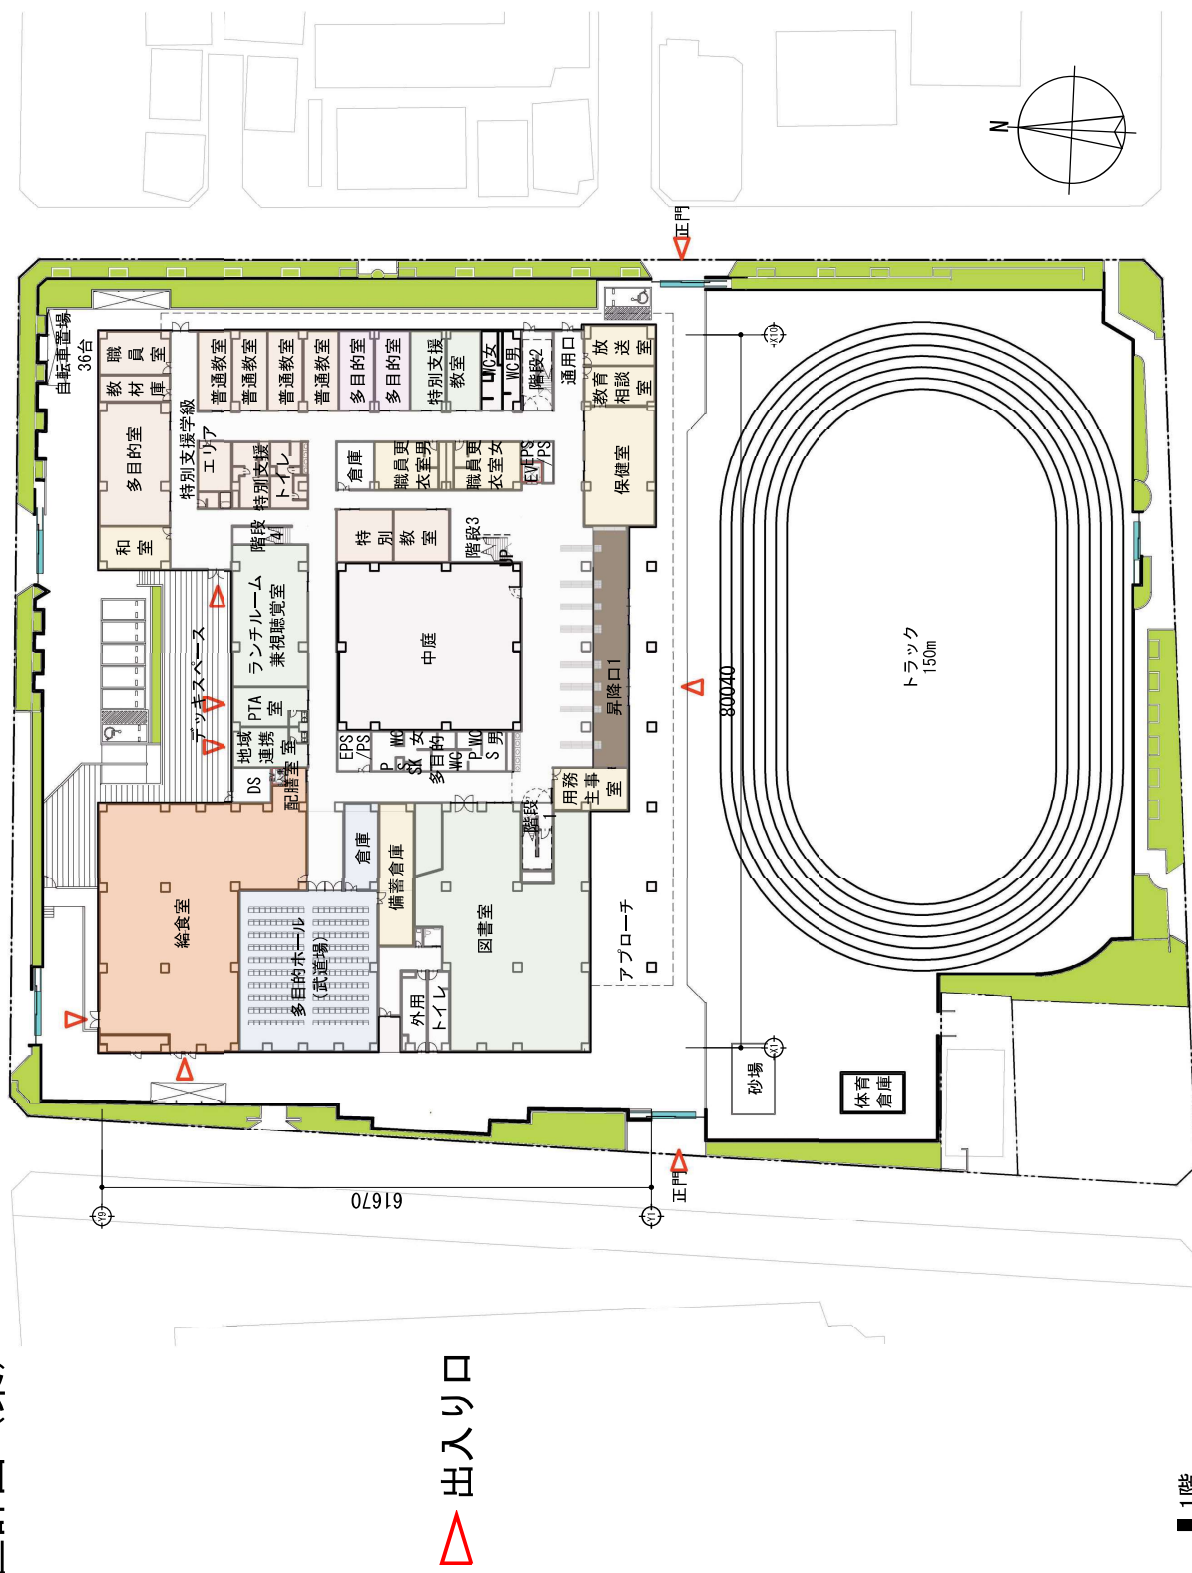 N
正門
自転車置場
36台
職員室
教材庫
多目的室
和室
特別支援学級
エリア
特別支援
トイレ
階段
4
普通教室
普通教室
普通教室
普通教室
多目的室
多目的室
特別支援
教室
WC女
WC男
階段2
通用口
放送室
教育
相談
室
保健室
倉庫
職員更
衣室男
職員更
衣室女
EV
EPS
/PS
特別
教室
階段3
UP
ランチルーム
兼視聴覚室
デッキスペース
PTA
室
地域
連携
室
DS
配膳室
中庭
EPS
/PS
PS
SK
WC
女
多目的
WC
PS
WC
男
昇降口1
用務
主事
室
階段
1
給食室
多目的ホール
(武道場)
倉庫
備蓄倉庫
図書室
外用
トイレ
アプローチ
80040
X10
X1
トラック
150m
砂場
体育
倉庫
正門
61670
Y9
Y1
出入り口
■1階